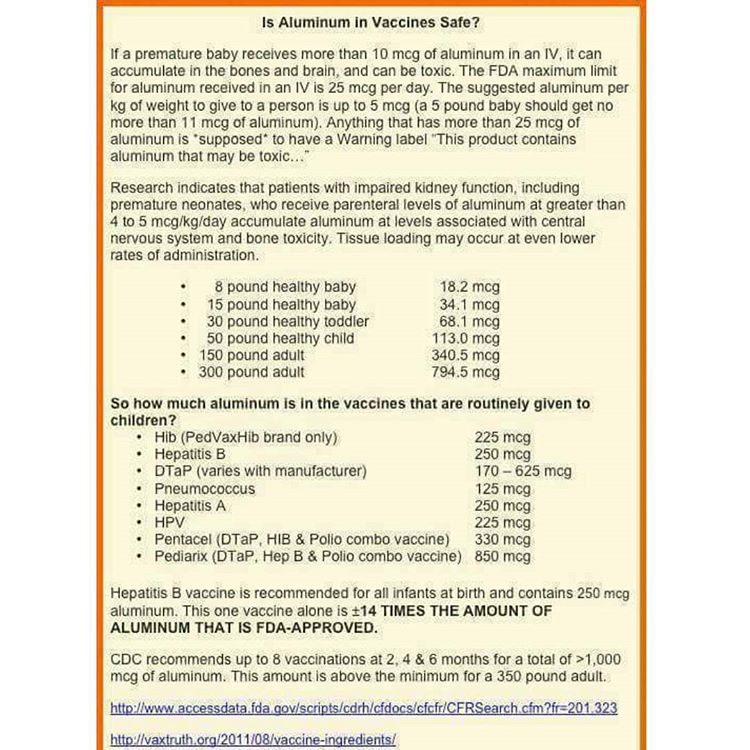 Is Aluminum in Vaccines Safe?
If a premature baby receives more than 10 mcg of aluminum in an IV, it can
accumulate in the bones and brain, and can be toxic. The FDA maximum limit
for aluminum received in an IV is 25 mcg per day. The suggested aluminum per
kg of weight to give to a person is up to 5 mcg (a 5 pound baby should get no
more than 11 mcg of aluminum). Anything that has more than 25 mcg of
aluminum is *supposed* to have a Warning label "This product contains
aluminum that may be toxic…"
Research indicates that patients with impaired kidney function, including
premature neonates, who receive parenteral levels of aluminum at greater than
4 to 5 mcg/kg/day accumulate aluminum at levels associated with central
nervous system and bone toxicity. Tissue loading may occur at even lower
rates of administration.
• 8 pound healthy baby 18.2 mcg
• 15 pound healthy baby 34.1 mcg
• 30 pound healthy toddler 68.1 mcg
• 50 pound healthy child 113.0 mcg
• 150 pound adult 340.5 mcg
• 300 pound adult 794.5 mcg
So how much aluminum is in the vaccines that are routinely given to
children?
• Hib (PedVaxHib brand only) 225 mcg
• Hepatitis B 250 mcg
• DTaP (varies with manufacturer) 170 – 625 mcg
• Pneumococcus 125 mcg
• Hepatitis A 250 mcg
• HPV 225 mcg
• Pentacel (DTaP, HIB & Polio combo vaccine) 330 mcg
• Pediarix (DTaP, Hep B & Polio combo vaccine) 850 mcg
Hepatitis B vaccine is recommended for all infants at birth and contains 250 mcg
aluminum. This one vaccine alone is ±14 TIMES THE AMOUNT OF
ALUMINUM THAT IS FDA-APPROVED.
CDC recommends up to 8 vaccinations at 2, 4 & 6 months for a total of >1,000
mcg of aluminum. This amount is above the minimum for a 350 pound adult.
http://www.accessdata.fda.gov/scripts/cdrh/cfdocs/cfcfr/CFRSearch.cfm?fr=201.323
http://vaxtruth.org/2011/08/vaccine-ingredients/